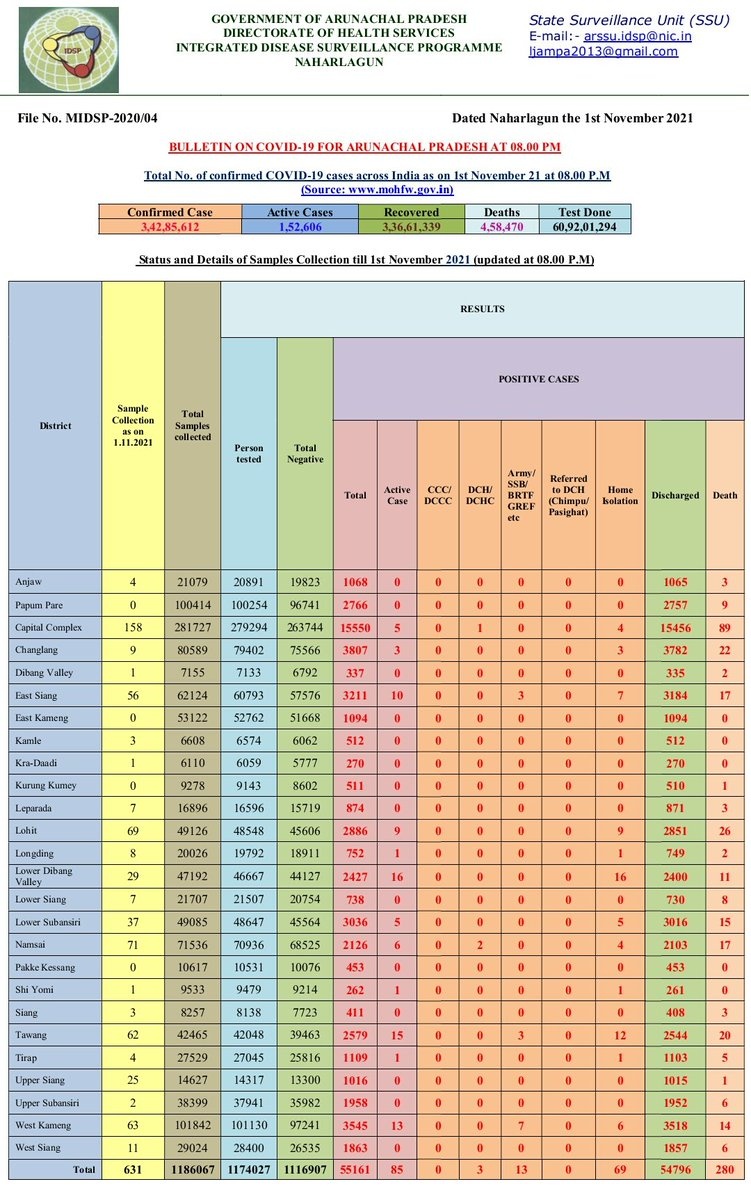 IDSP
GOVERNMENT OF ARUNACHAL PRADESH
DIRECTORATE OF HEALTH SERVICES
INTEGRATED DISEASE SURVEILLANCE PROGRAMME
NAHARLAGUN
State Surveillance Unit (SSU)
E-mail:- arssu.idsp@nic.in
ljampa2013@gmail.com
File No. MIDSP-2020/04 Dated Naharlagun the 1st November 2021
BULLETIN ON COVID-19 FOR ARUNACHAL PRADESH AT 08.00 PM
Total No. of confirmed COVID-19 cases across India as on 1st November 21 at 08.00 P.M
(Source: www.mohfw.gov.in)
Confirmed Case Active Cases Recovered Deaths Test Done
3,42,85,612 1,52,606 3,36,61,339 4,58,470 60,92,01,294
Status and Details of Samples Collection till 1st November 2021 (updated at 08.00 P.M)
RESULTS
POSITIVE CASES
District
Sample
Collection
as on
1.11.2021
Total
Samples
collected
Person
tested
Total
Negative
Total
Active
Case
CCC/
DCCC
DCH/
DCHC
Army/
SSB/
BRTF
GREF
etc
Referred
to DCH
(Chimpu/
Pasighat)
Home
Isolation
Discharged
Death
Anjaw 4 21079 20891 19823 1068 0 0 0 0 0 0 1065 3
Papum Pare 0 100414 100254 96741 2766 0 0 0 0 0 0 2757 9
Capital Complex 158 281727 279294 263744 15550 5 0 1 0 0 4 15456 89
Changlang 9 80589 79402 75566 3807 3 0 0 0 0 3 3782 22
Dibang Valley 1 7155 7133 6792 337 0 0 0 0 0 0 335 2
East Siang 56 62124 60793 57576 3211 10 0 0 3 0 7 3184 17
East Kameng 0 53122 52762 51668 1094 0 0 0 0 0 0 1094 0
Kamle 3 6608 6574 6062 512 0 0 0 0 0 0 512 0
Kra-Daadi 1 6110 6059 5777 270 0 0 0 0 0 0 270 0
Kurung Kumey 0 9278 9143 8602 511 0 0 0 0 0 0 510 1
Leparada 7 16896 16596 15719 874 0 0 0 0 0 0 871 3
Lohit 69 49126 48548 45606 2886 9 0 0 0 0 9 2851 26
Longding 8 20026 19792 18911 752 1 0 0 0 0 1 749 2
Lower Dibang
Valley 29 47192 46667 44127 2427 16 0 0 0 0 16 2400 11
Lower Siang 7 21707 21507 20754 738 0 0 0 0 0 0 730 8
Lower Subansiri 37 49085 48647 45564 3036 5 0 0 0 0 5 3016 15
Namsai 71 71536 70936 68525 2126 6 0 2 0 0 4 2103 17
Pakke Kessang 0 10617 10531 10076 453 0 0 0 0 0 0 453 0
Shi Yomi 1 9533 9479 9214 262 1 0 0 0 0 1 261 0
Siang 3 8257 8138 7723 411 0 0 0 0 0 0 408 3
Tawang 62 42465 42048 39463 2579 15 0 0 3 0 12 2544 20
Tirap 4 27529 27045 25816 1109 1 0 0 0 0 1 1103 5
Upper Siang 25 14627 14317 13300 1016 0 0 0 0 0 0 1015 1
Upper Subansiri 2 38399 37941 35982 1958 0 0 0 0 0 0 1952 6
West Kameng 63 101842 101130 97241 3545 13 0 0 7 0 6 3518 14
West Siang 11 29024 28400 26535 1863 0 0 0 0 0 0 1857 6
Total 631 1186067 1174027 1116907 55161 85 0 3 13 0 69 54796 280